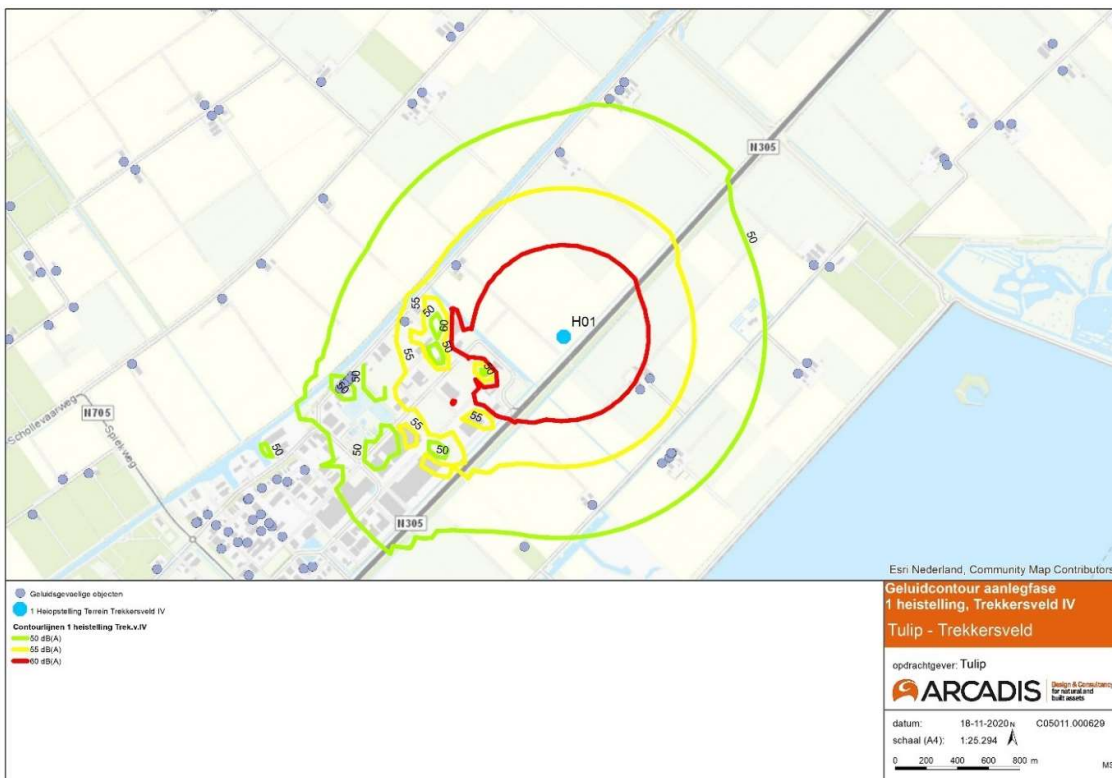 N305
50
H01
55
50
60
50
55
50
50
50
55
55
50
50
50
N705
Schollevaarweg
Spiekweg
N305
Esri Nederland, Community Map Contributors
Geluidsgevoelige objecten
1 Heiopstelling Terrein Trekkersveld IV
Contourlijnen 1 heistelling Trek.v.IV
50 dB(A)
55 dB(A)
60 dB(A)
Geluidcontour aanlegfase
1 heistelling, Trekkersveld IV
Tulip - Trekkersveld
opdrachtgever: Tulip
ARCADIS
Design & Consultancy
for natural and
built assets
datum: 18-11-2020 N C05011.000629
schaal (A4): 1:25.294
0 200 400 600 800 m